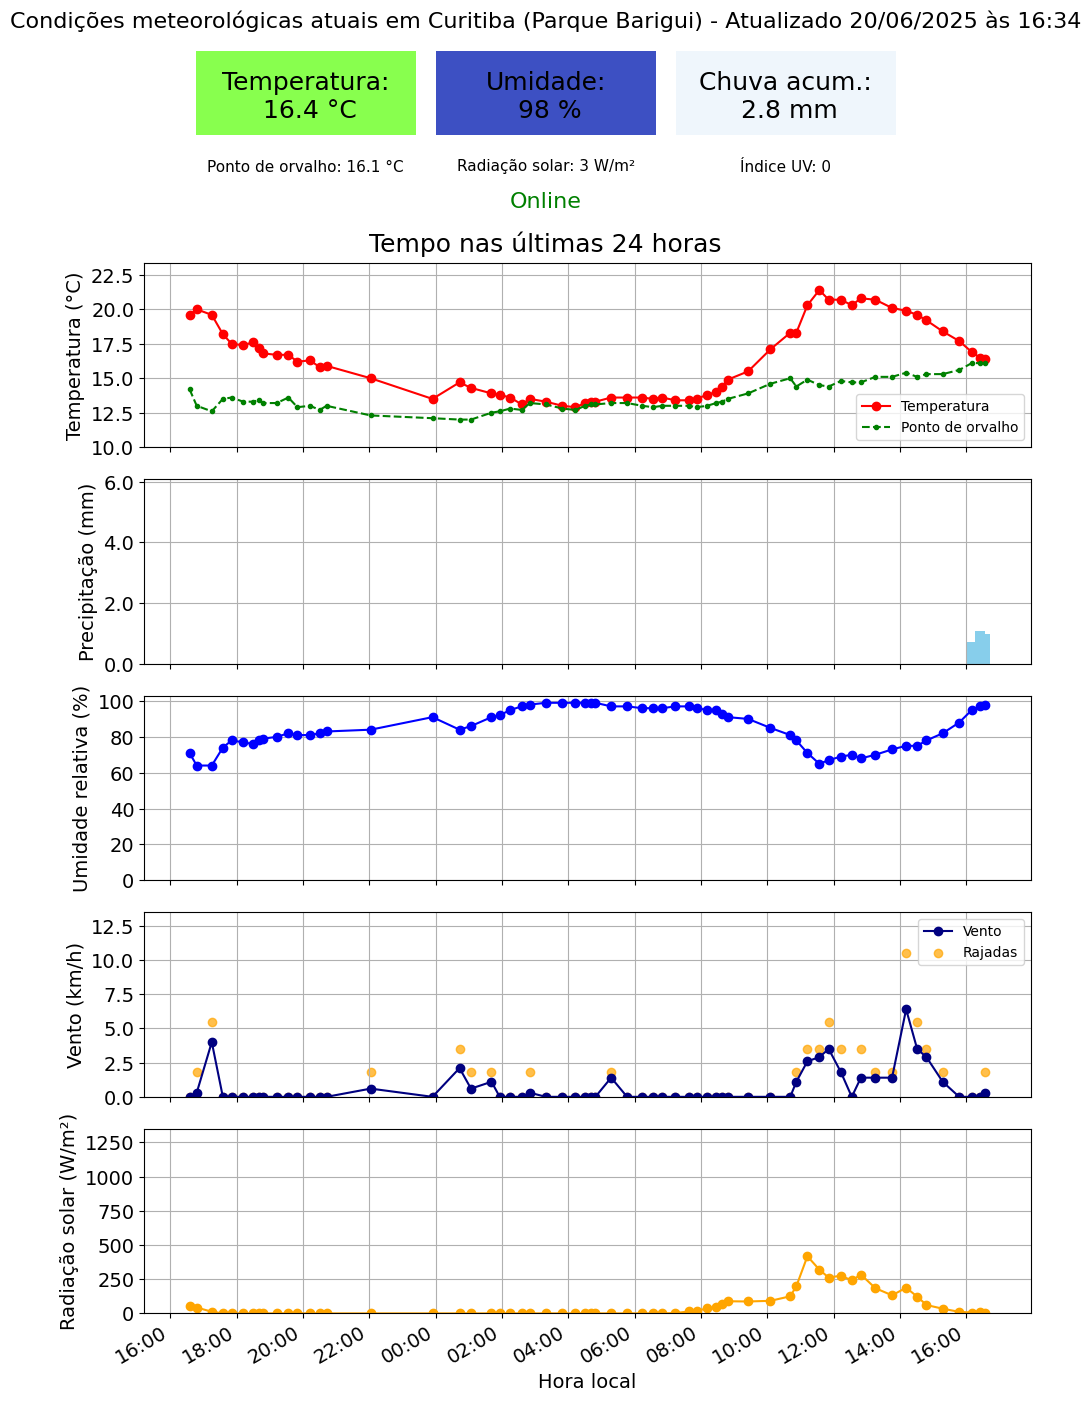 Condições meteorológicas atuais em Curitiba (Parque Barigui) - Atualizado 20/06/2025 às 16:34
Temperatura:
16.4 °C
Umidade:
98 %
Chuva acum.:
2.8 mm
Ponto de orvalho: 16.1 °C
Radiação solar: 3 W/m²
Índice UV: 0
Online
Tempo nas últimas 24 horas
Temperatura (°C)
22.5
20.0
17.5
15.0
12.5
10.0
Temperatura
Ponto de orvalho
Precipitação (mm)
6.0
4.0
2.0
0.0
Umidade relativa (%)
100
80
60
40
20
0
Vento (km/h)
12.5
10.0
7.5
5.0
2.5
0.0
Vento
Rajadas
Radiação solar (W/m²)
1250
1000
750
500
250
0
16:00
18:00
20:00
22:00
00:00
02:00
04:00
06:00
08:00
10:00
12:00
14:00
16:00
Hora local